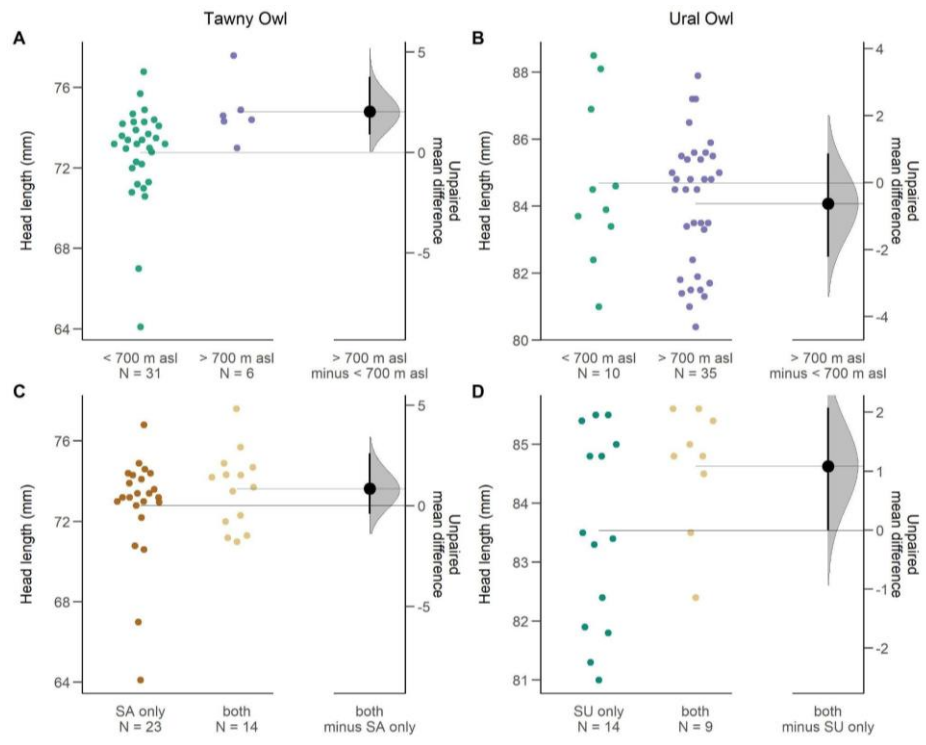 Tawny Owl
Ural Owl
A
Head length (mm)
76
72
68
64
5
0
-5
Unpaired
mean difference
< 700 m asl
N = 31
> 700 m asl
N = 6
> 700 m asl
minus < 700 m asl
B
Head length (mm)
88
86
84
82
80
4
2
0
-2
-4
Unpaired
mean difference
< 700 m asl
N = 10
> 700 m asl
N = 35
> 700 m asl
minus < 700 m asl
C
Head length (mm)
76
72
68
64
5
0
-5
Unpaired
mean difference
SA only
N = 23
both
N = 14
both
minus SA only
D
Head length (mm)
85
84
83
82
81
2
1
0
-1
-2
Unpaired
mean difference
SU only
N = 14
both
N = 9
both
minus SU only